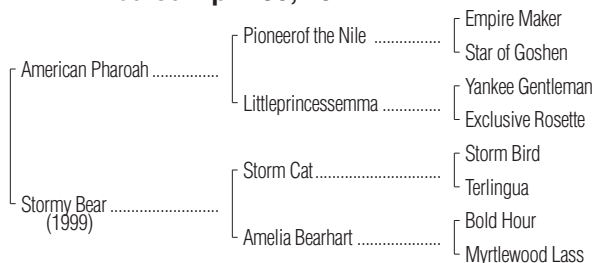 Empire Maker
Pioneerof the Nile ................
Star of Goshen
American Pharoah ................
Yankee Gentleman
Littleprincessemma ..............
Exclusive Rosette
Storm Bird
Storm Cat.............................
Terlingua
Stormy Bear ..........................
(1999)
Bold Hour
Amelia Bearhart ...................
Myrtlewood Lass